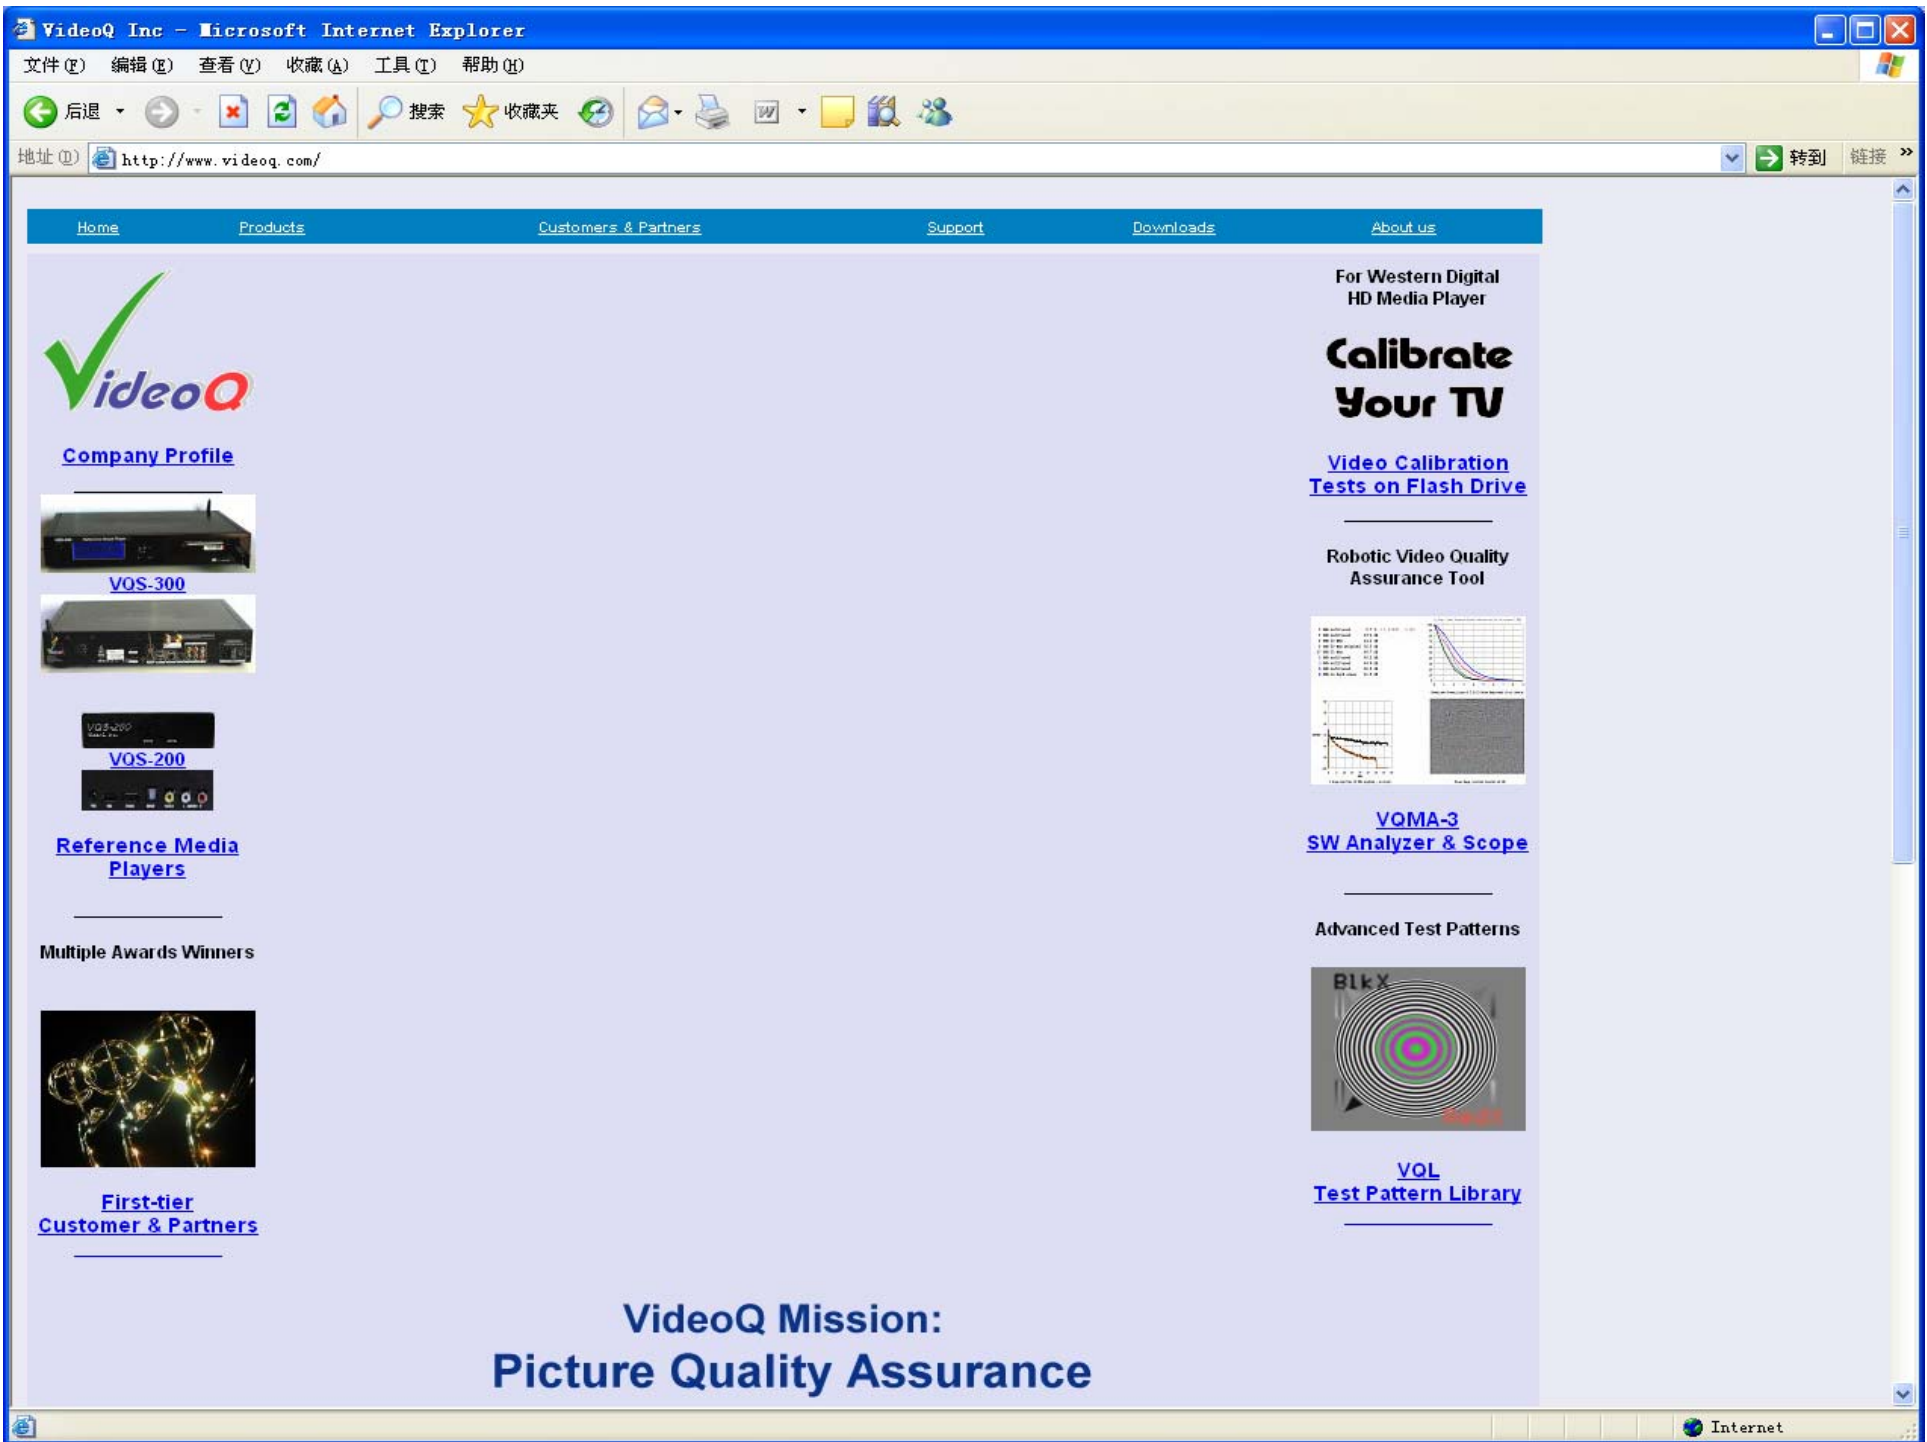 VideoQ Inc - Microsoft Internet Explorer
文件(F) 编辑(E) 查看(V) 收藏(A) 工具(T) 帮助(H)
后退 搜索 收藏夹
地址(D) http://www.videoq.com/ 转到 链接 »
Home Products Customers & Partners Support Downloads About us
VideoQ
Company Profile
VQS-300
VQS-200
VQS-200
Reference Media
Players
Multiple Awards Winners
First-tier
Customer & Partners
For Western Digital
HD Media Player
Calibrate
Your TV
Video Calibration
Tests on Flash Drive
Robotic Video Quality
Assurance Tool
VQMA-3
SW Analyzer & Scope
Advanced Test Patterns
BlkX
VQL
Test Pattern Library
VideoQ Mission:
Picture Quality Assurance
Internet